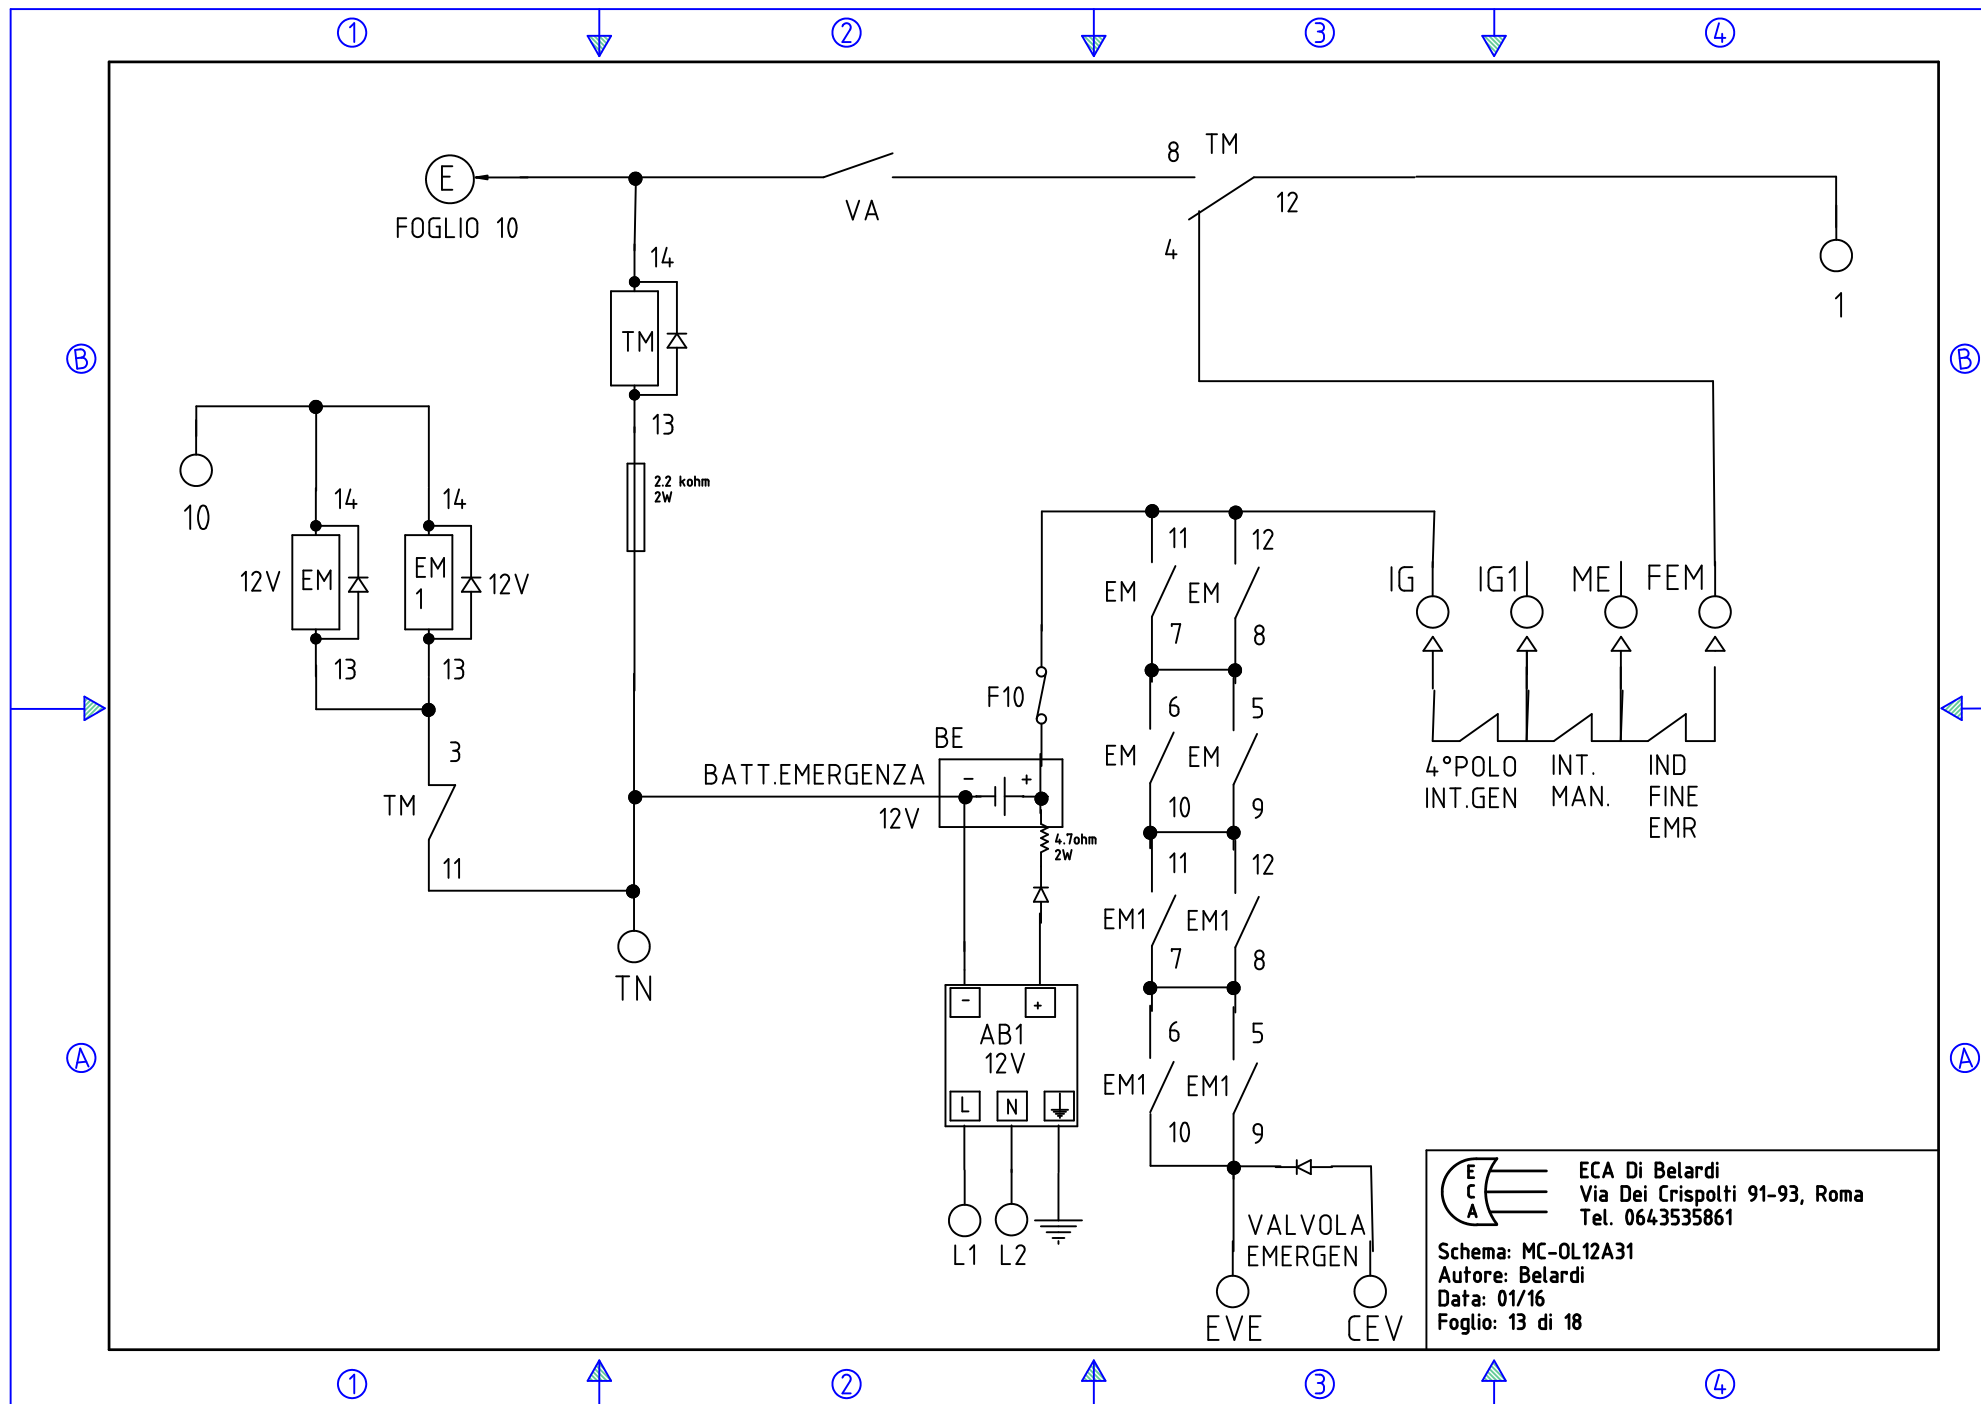 1
2
3
4
E
FOGLIO 10
VA
8
TM
12
4
1
14
TM
13
2.2 kohm
2W
B
B
10
14
14
12V
EM
EM
1
12V
13
13
3
TM
11
TN
BE
F10
BATT.EMERGENZA
12V
-
+
4.7ohm
2W
11
12
EM
EM
7
8
6
5
EM
EM
10
9
11
12
EM1
EM1
7
8
6
5
EM1
EM1
10
9
IG
IG1
ME
FEM
4°POLO
INT.GEN
INT.
MAN.
IND
FINE
EMR
-
+
AB1
12V
L
N
L1
L2
VALVOLA
EMERGEN
EVE
CEV
A
A
E
C
A
ECA Di Belardi
Via Dei Crispolti 91-93, Roma
Tel. 0643535861
Schema: MC-OL12A31
Autore: Belardi
Data: 01/16
Foglio: 13 di 18
1
2
3
4